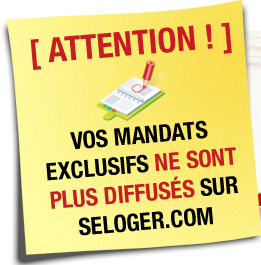 [ ATTENTION ! ]
VOS MANDATS
EXCLUSIFS NE SONT
PLUS DIFFUSÉS SUR
SELOGER.COM